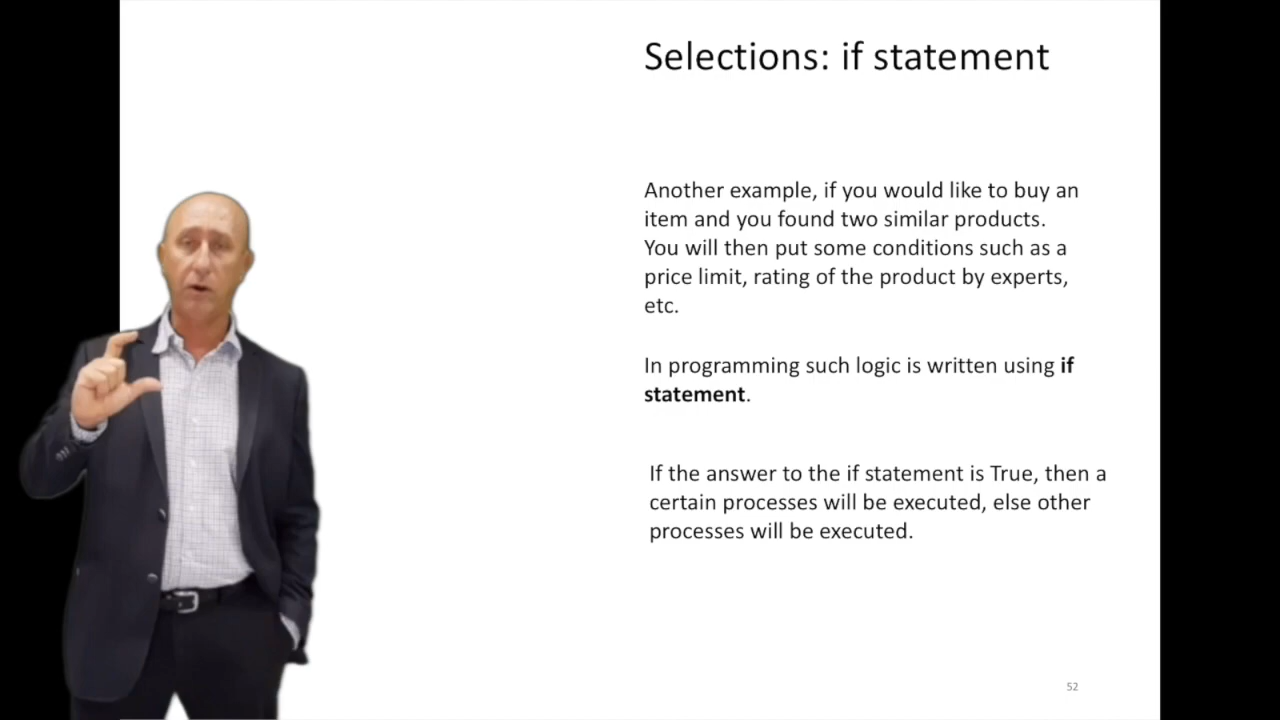 Selections: if statement
Another example, if you would like to buy an
item and you found two similar products.
You will then put some conditions such as a
price limit, rating of the product by experts,
etc.
In programming such logic is written using if
statement.
If the answer to the if statement is True, then a
certain processes will be executed, else other
processes will be executed.
52